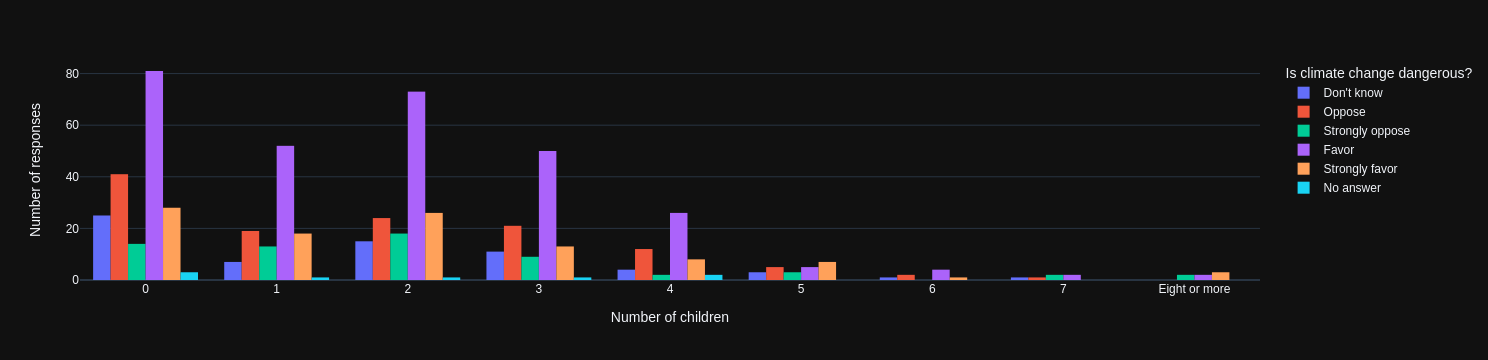 80
60
40
20
0
Number of responses
0 1 2 3 4 5 6 7 Eight or more
Number of children
Is climate change dangerous?
Don't know
Oppose
Strongly oppose
Favor
Strongly favor
No answer